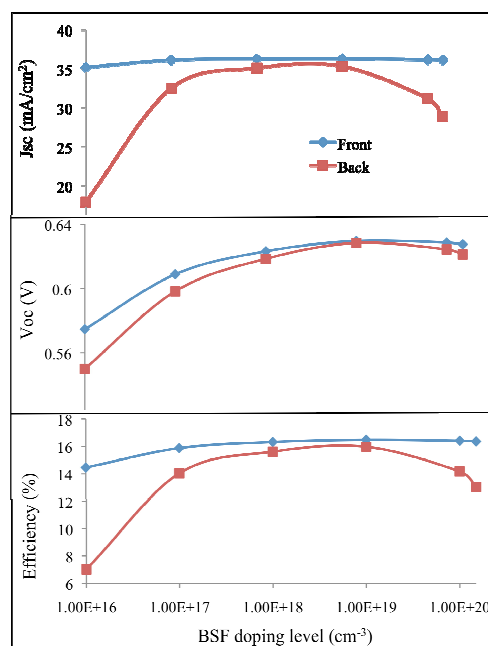 40
35
30
25
20
Jsc (mA/cm²)
Front
Back
0.64
0.6
0.56
Voc (V)
18
16
14
12
10
8
6
Efficiency (%)
1.00E+16 1.00E+17 1.00E+18 1.00E+19 1.00E+20
BSF doping level (cm⁻³)